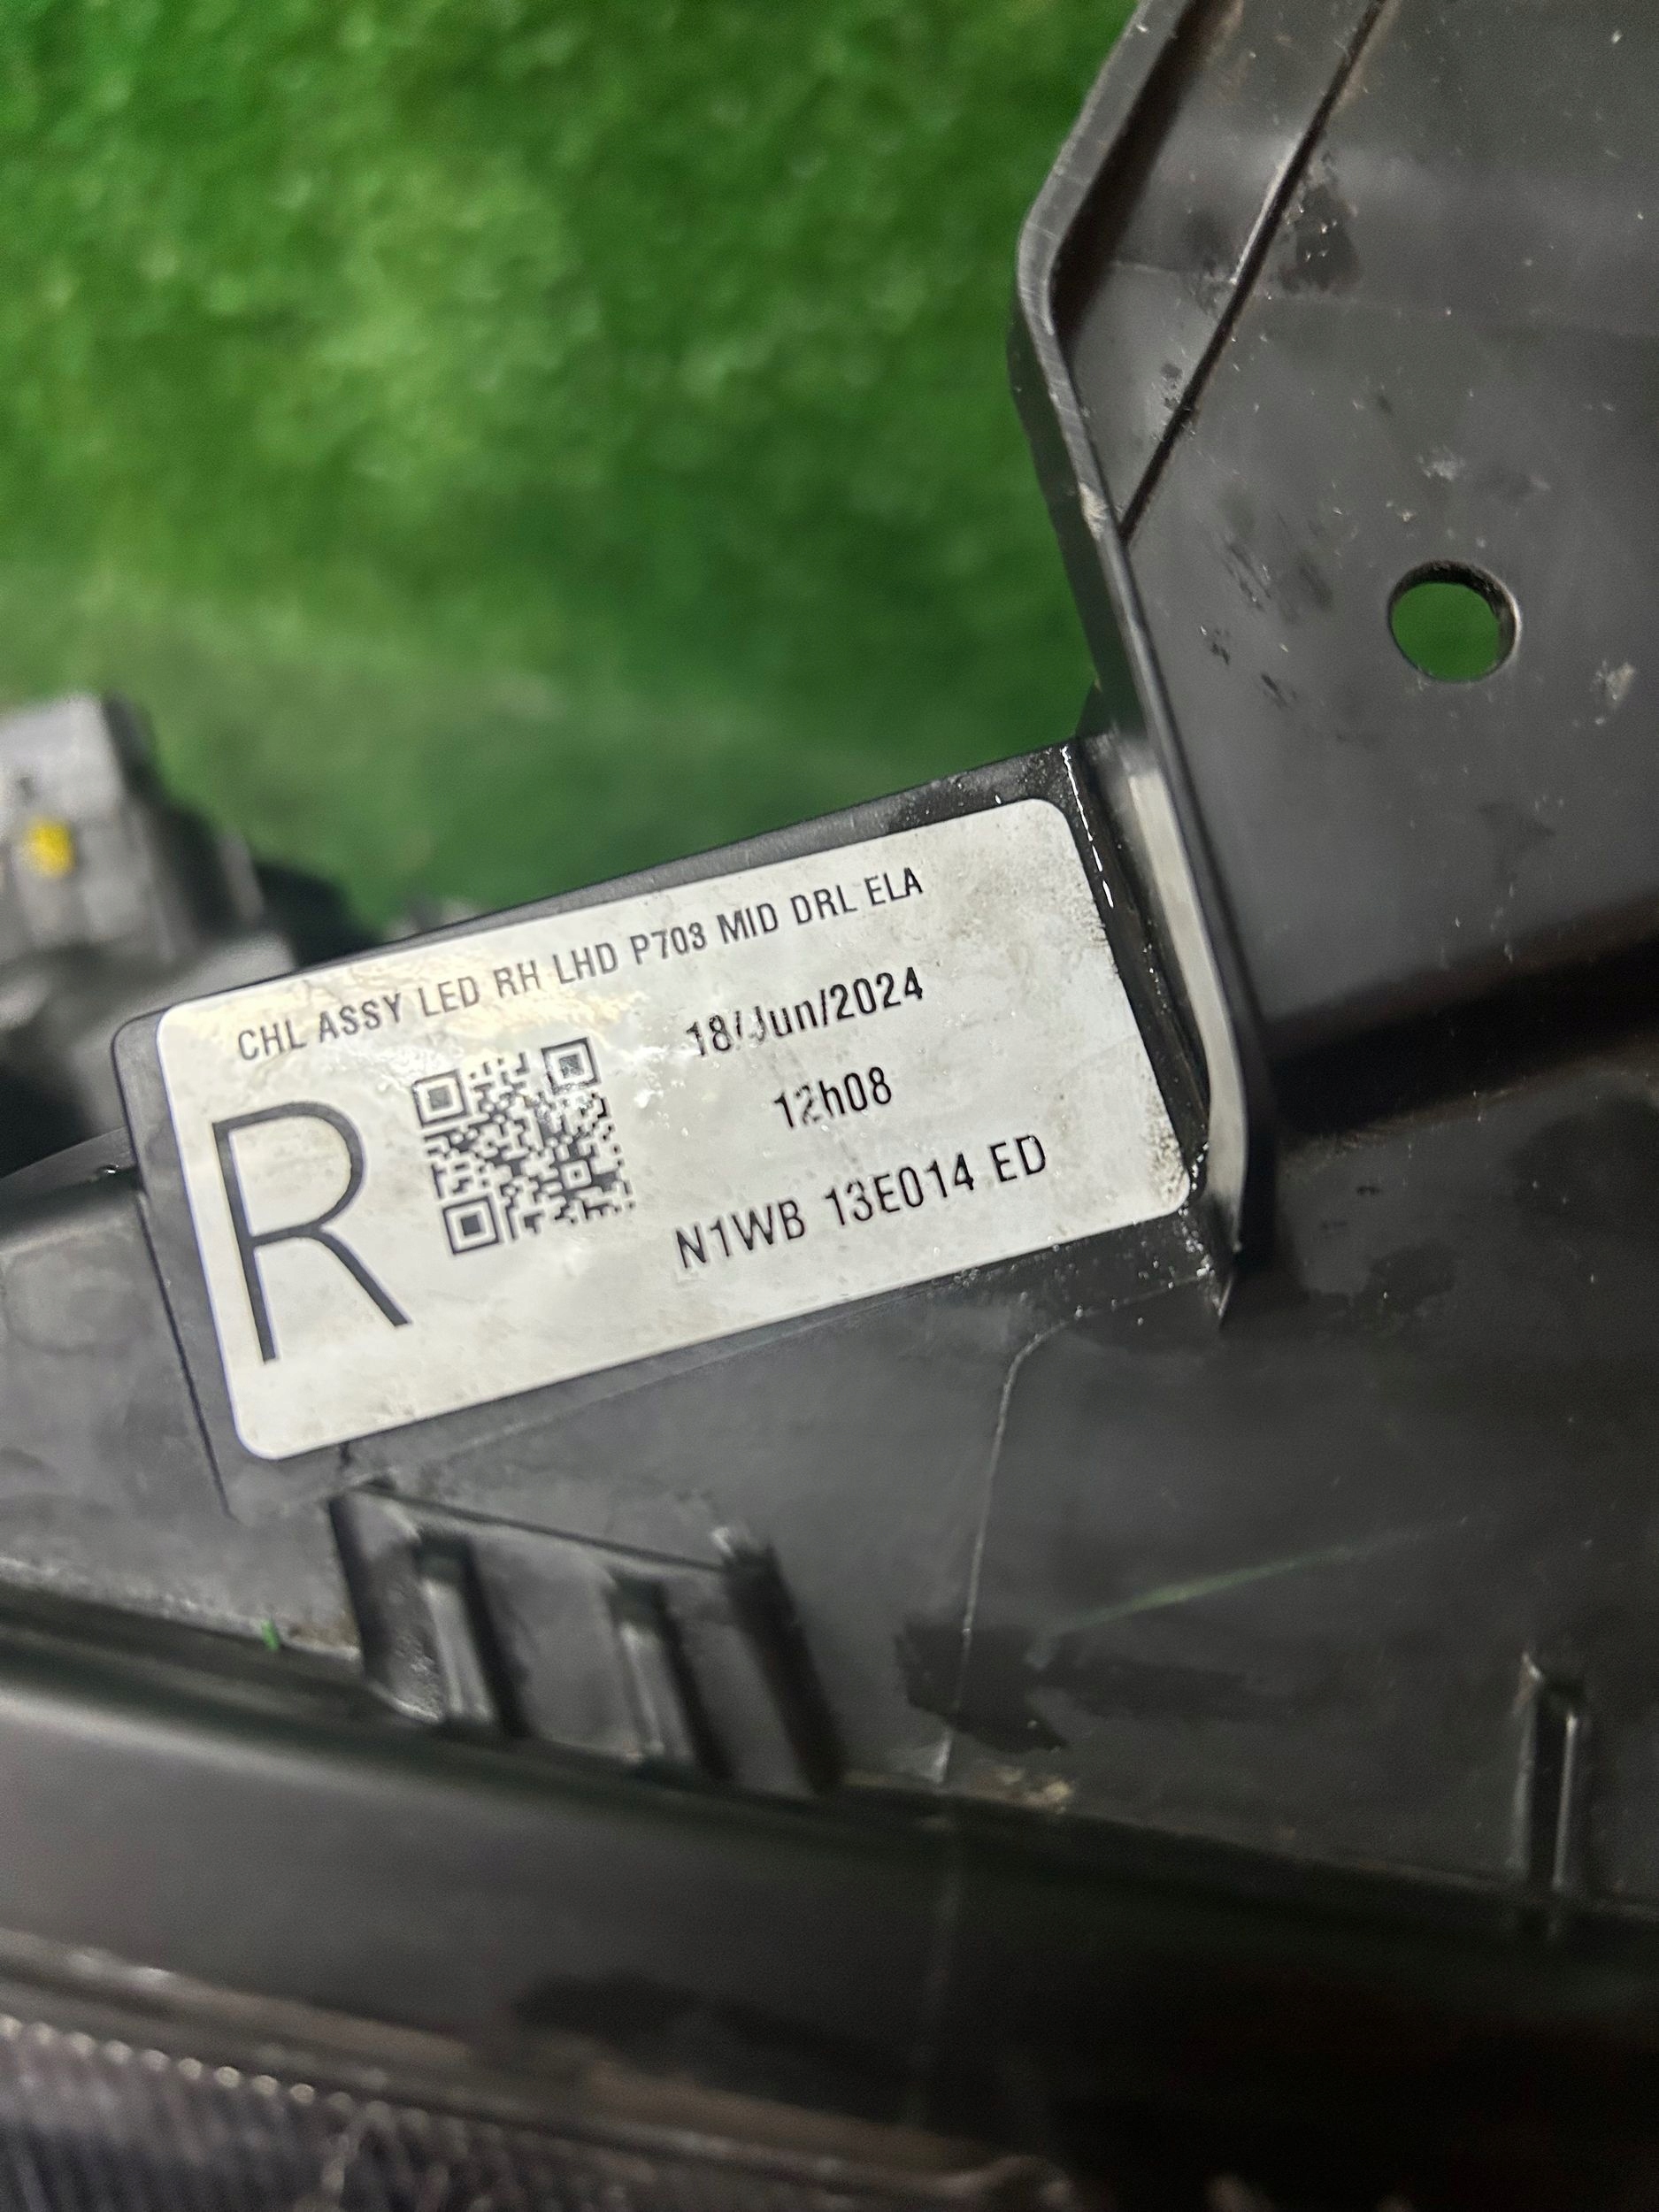 CHL ASSY LED RH LHD P703 MID DRL ELA
R
18/Jun/2024
12h08
N1WB 13E014 ED